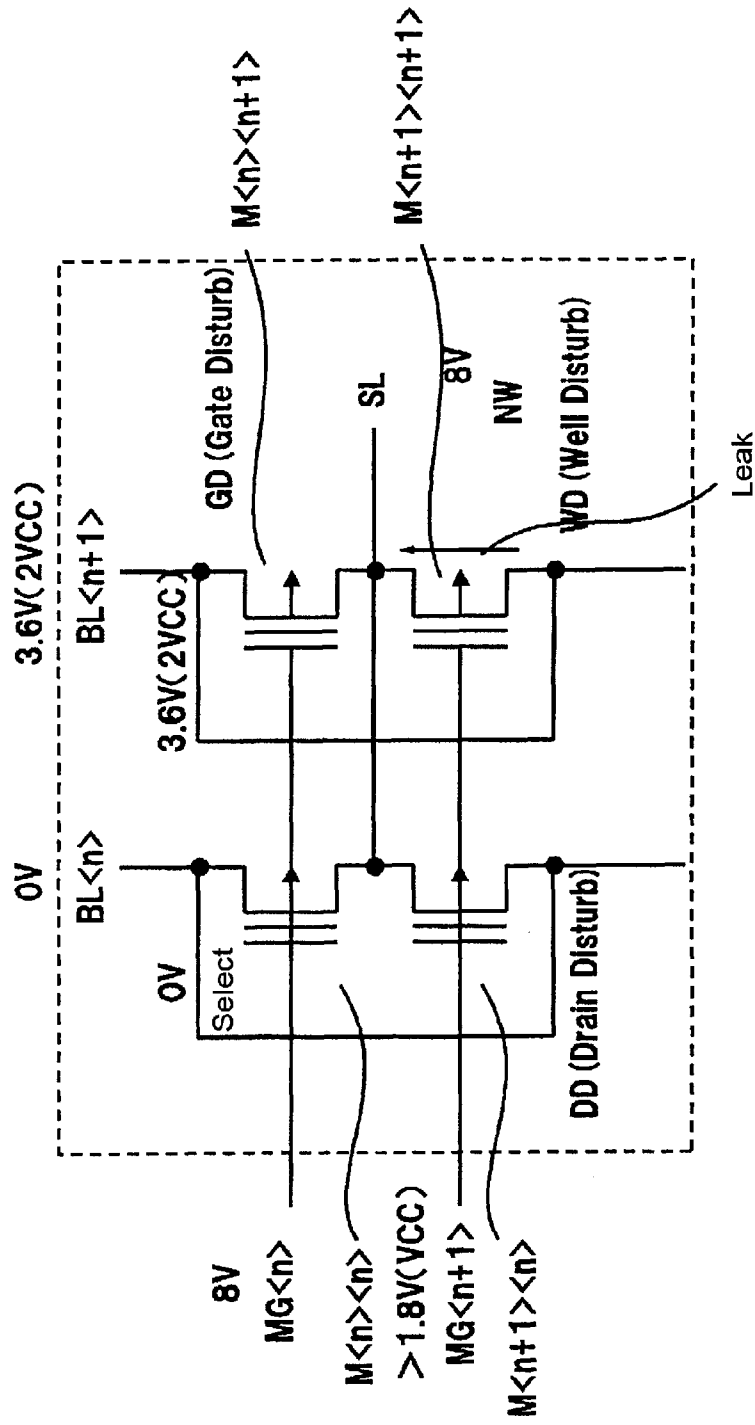 3.6V(2VCC)
0V
BL<n+1>
BL<n>
M<n><n+1>
GD (Gate Disturb)
3.6V(2VCC)
0V
Select
8V
MG<n>
M<n><n>
SL
M<n+1><n+1>
8V
NW
>1.8V(VCC)
MG<n+1>
M<n+1><n>
DD (Drain Disturb)
WD (Well Disturb)
Leak